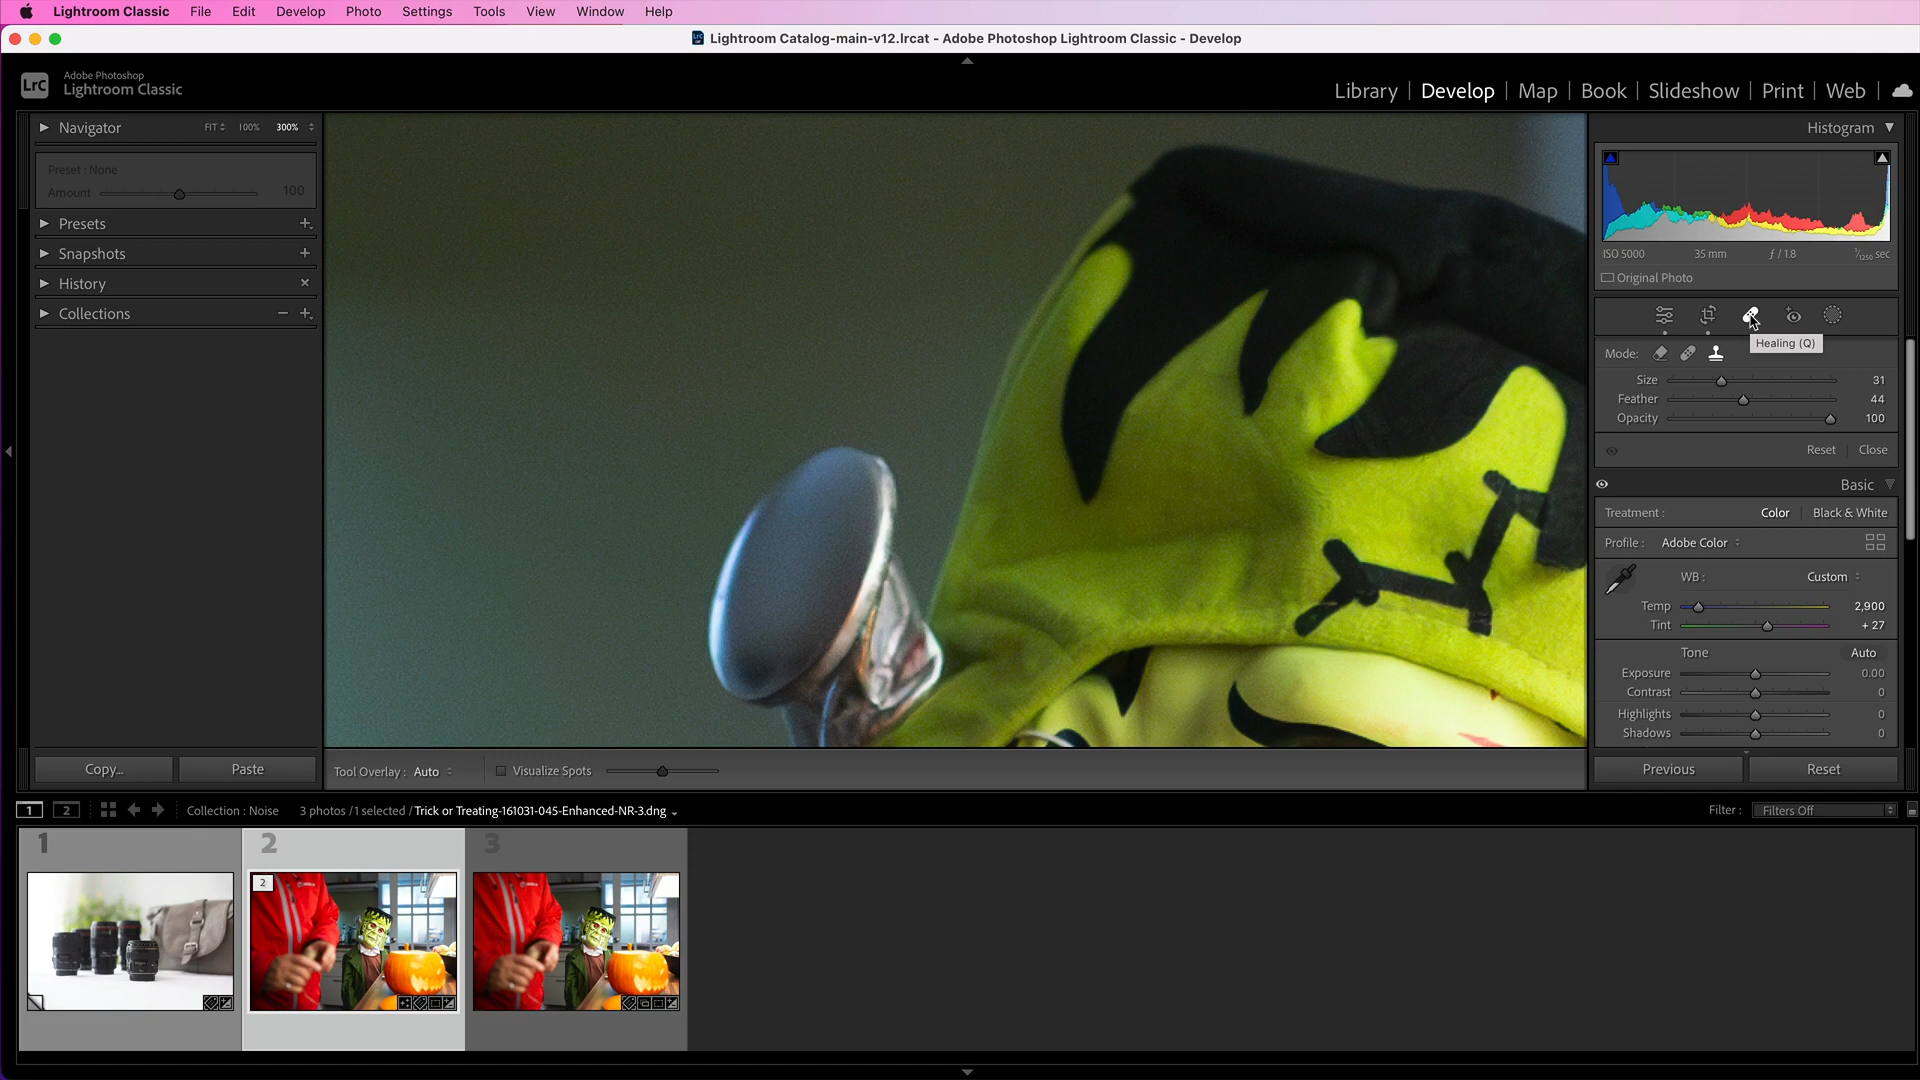 Lightroom Classic File Edit Develop Photo Settings Tools View Window Help
LrC Lightroom Catalog-main-v12.lrcat - Adobe Photoshop Lightroom Classic - Develop
LrC Adobe Photoshop
Lightroom Classic
Library | Develop | Map | Book | Slideshow | Print | Web |
Navigator FIT 100% 300%
Preset : None
Amount 100
Presets
Snapshots
History
Collections
Copy... Paste
Tool Overlay : Auto Visualize Spots
Histogram
ISO 5000 35 mm ƒ / 1.8 1/1250 sec
Original Photo
Healing (Q)
Mode:
Size 31
Feather 44
Opacity 100
Reset | Close
Basic
Treatment : Color | Black & White
Profile : Adobe Color
WB : Custom
Temp 2,900
Tint + 27
Tone Auto
Exposure 0.00
Contrast 0
Highlights 0
Shadows 0
Previous Reset
1 2 Collection : Noise 3 photos / 1 selected / Trick or Treating-161031-045-Enhanced-NR-3.dng Filter : Filters Off
1 2 3
2